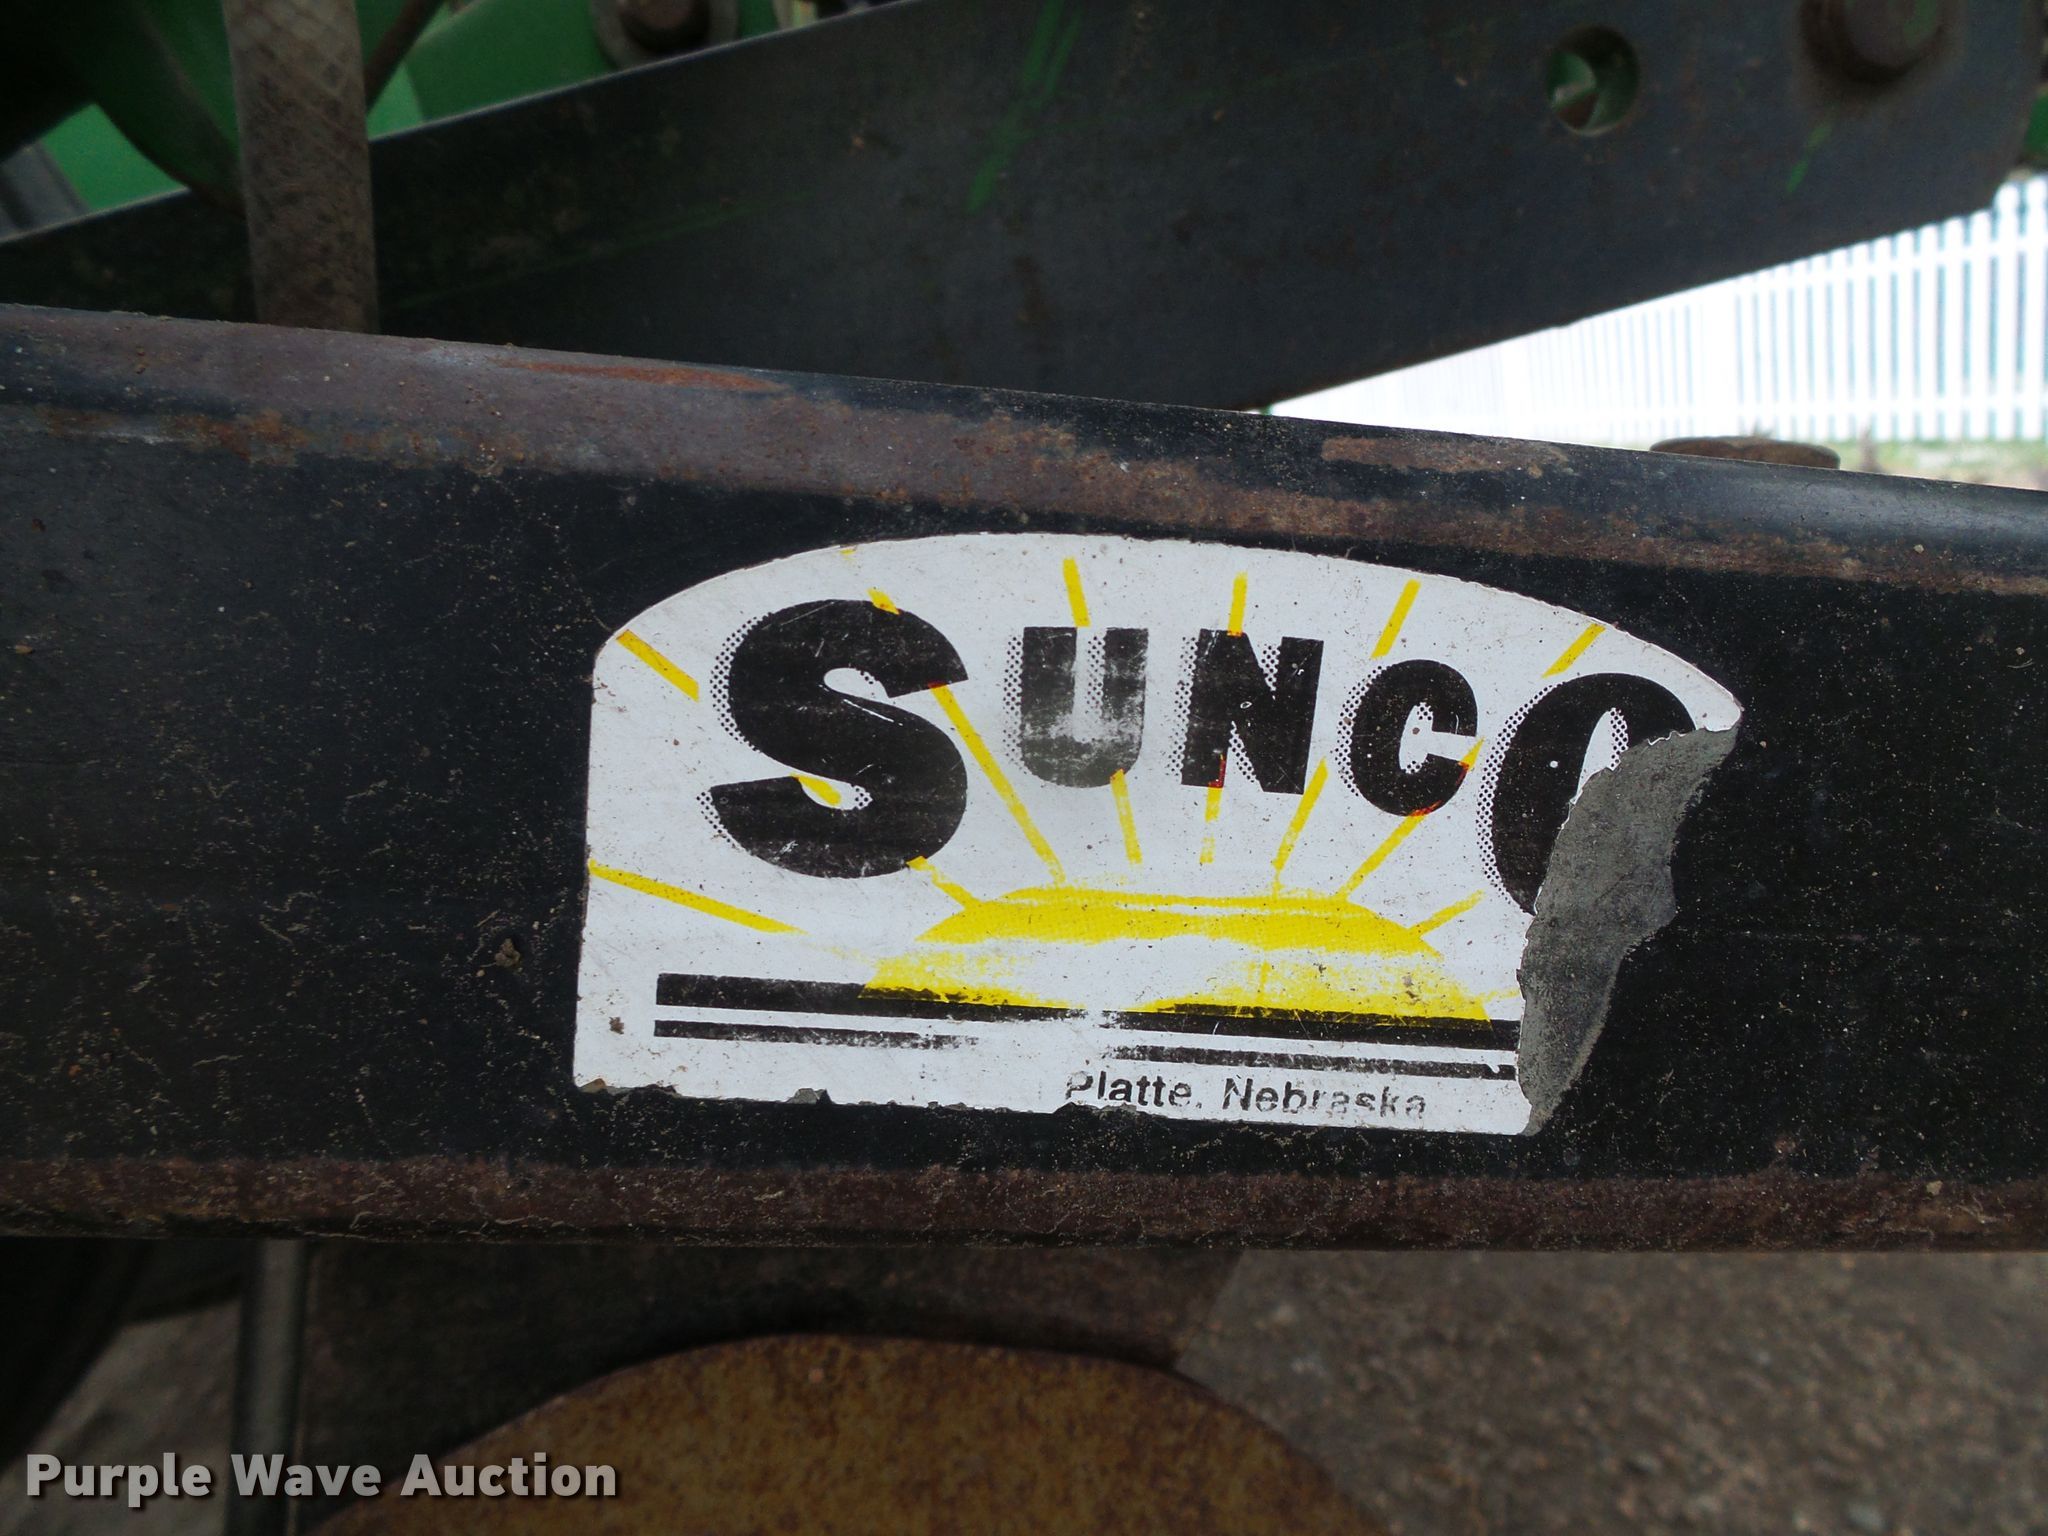 SUNCO
Platte, Nebraska
Purple Wave Auction